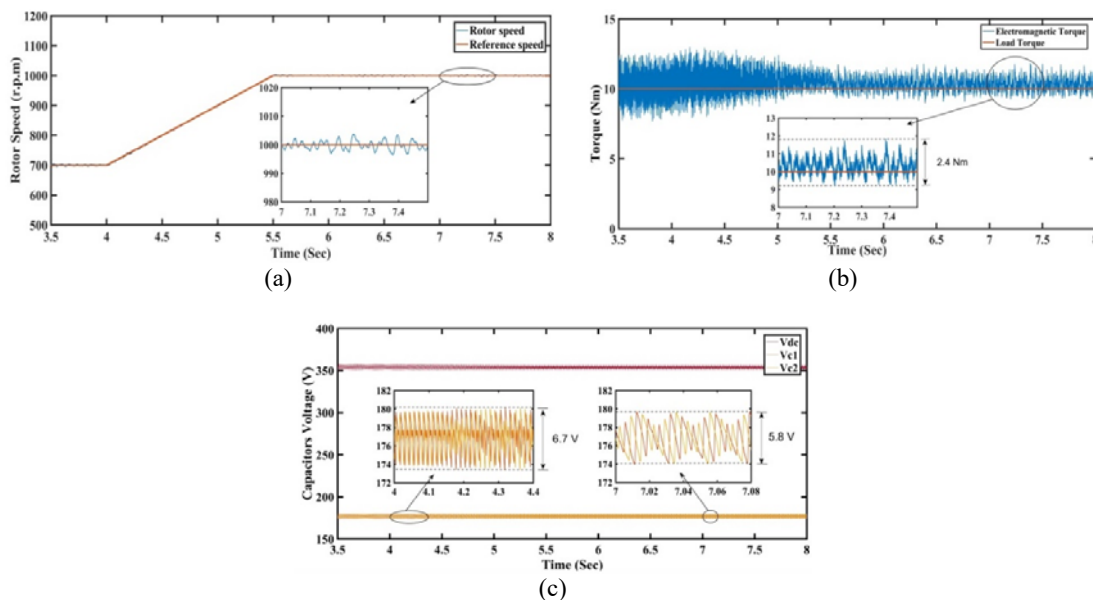 1200
1100
1000
900
800
700
600
500
Rotor Speed (r.p.m)
Rotor speed
Reference speed
1020
1010
1000
990
980
7 7.1 7.2 7.3 7.4
3.5 4 4.5 5 5.5 6 6.5 7 7.5 8
Time (Sec)
(a)
15
10
5
0
Torque (Nm)
Electromagnetic Torque
Load Torque
13
12
11
10
9
8
7 7.1 7.2 7.3 7.4
2.4 Nm
3.5 4 4.5 5 5.5 6 6.5 7 7.5 8
Time (Sec)
(b)
400
350
300
250
200
150
Capacitors Voltage (V)
Vdc
Vc1
Vc2
182
180
178
176
174
172
4 4.1 4.2 4.3 4.4
6.7 V
182
180
178
176
174
172
7 7.02 7.04 7.06 7.08
5.8 V
3.5 4 4.5 5 5.5 6 6.5 7 7.5 8
Time (Sec)
(c)